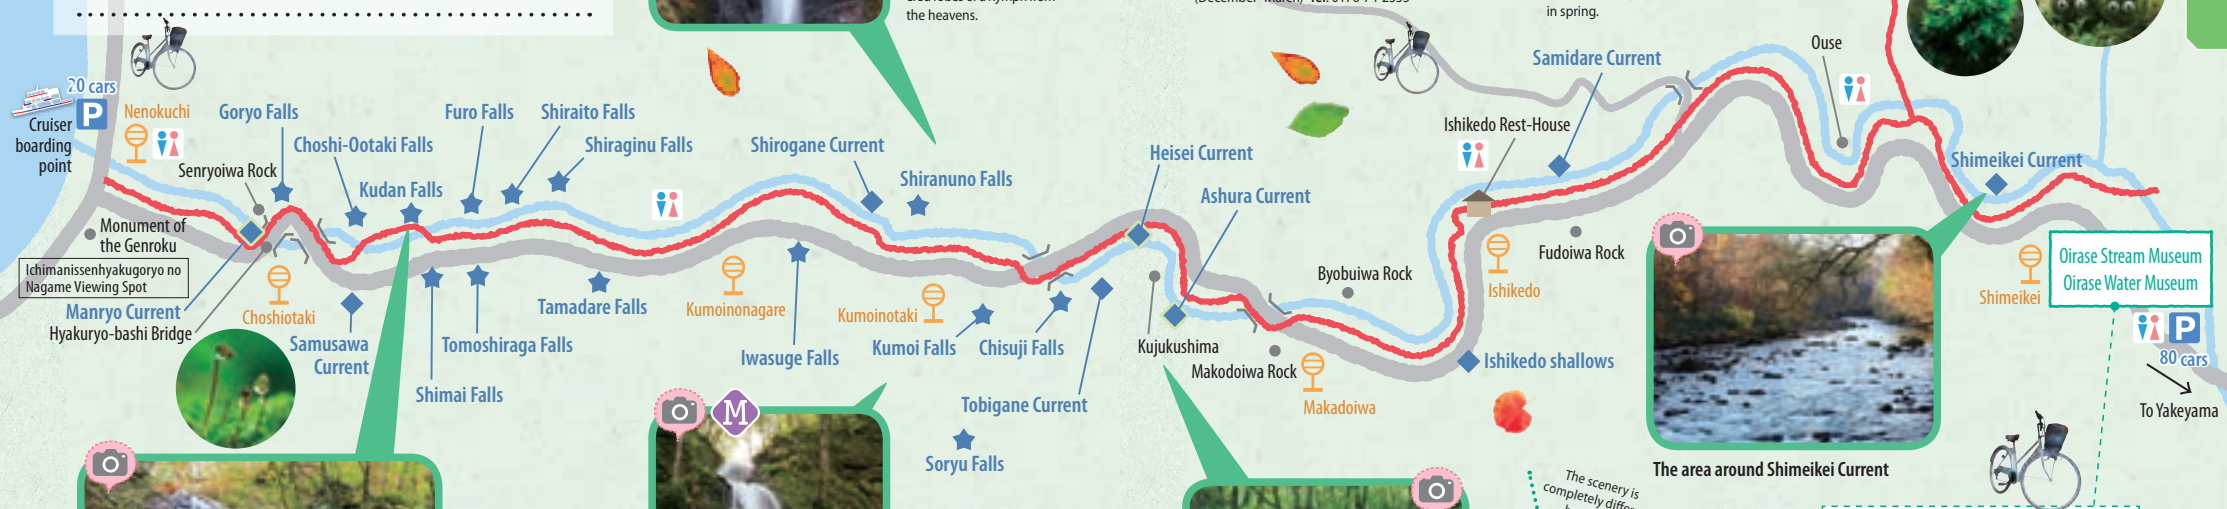 the heavens.
in spring.
20 cars
P
Cruiser
boarding
point
Nenokuchi
Goryo Falls
Choshi-Ootaki Falls
Senryoiwa Rock
Kudan Falls
Furo Falls
Shiraito Falls
Shiraginu Falls
Shirogane Current
Shiranuno Falls
Heisei Current
Ashura Current
Samidare Current
Ishikedo Rest-House
Ouse
Shimeikei Current
Monument of
the Genroku
Ichimanissenhyakugoryo no
Nagame Viewing Spot
Manryo Current
Hyakuryo-bashi Bridge
Choshiotaki
Samusawa
Current
Shimai Falls
Tomoshiraga Falls
Tamadare Falls
Kumoinonagare
Iwasuge Falls
Kumoinotaki
Kumoi Falls
Chisuji Falls
Tobigane Current
Soryu Falls
M
Kujukushima
Makodoiwa Rock
Makadoiwa
Byobuiwa Rock
Ishikedo shallows
Ishikedo
Fudoiwa Rock
The area around Shimeikei Current
Shimeikei
Oirase Stream Museum
Oirase Water Museum
P
80 cars
To Yakeyama
The scenery is